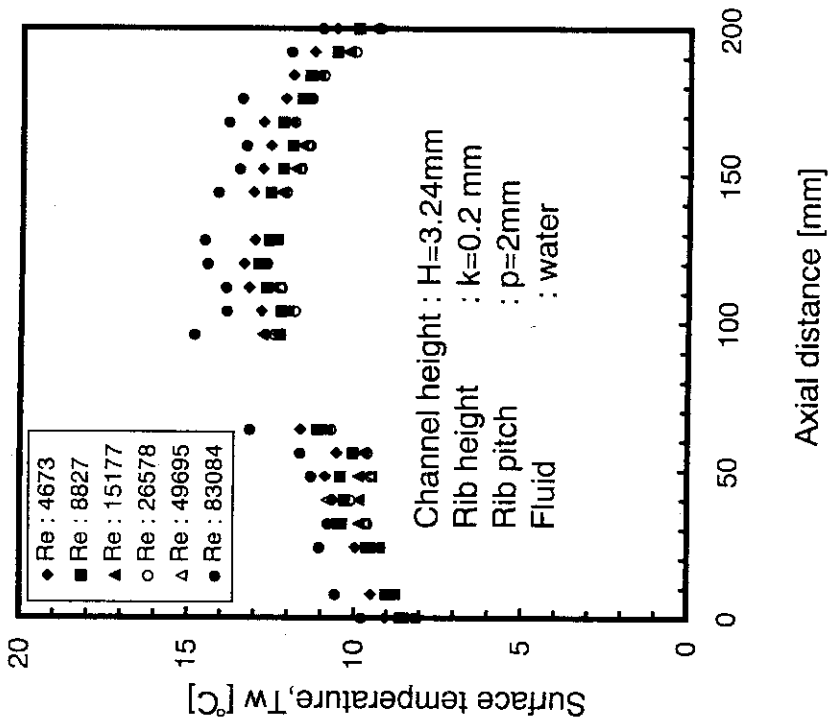 Surface temperature,Tw [°C]
20
15
10
5
0
Re : 4673
Re : 8827
Re : 15177
Re : 26578
Re : 49695
Re : 83084
Channel height : H=3.24mm
Rib height : k=0.2 mm
Rib pitch : p=2mm
Fluid : water
0
50
100
150
200
Axial distance [mm]